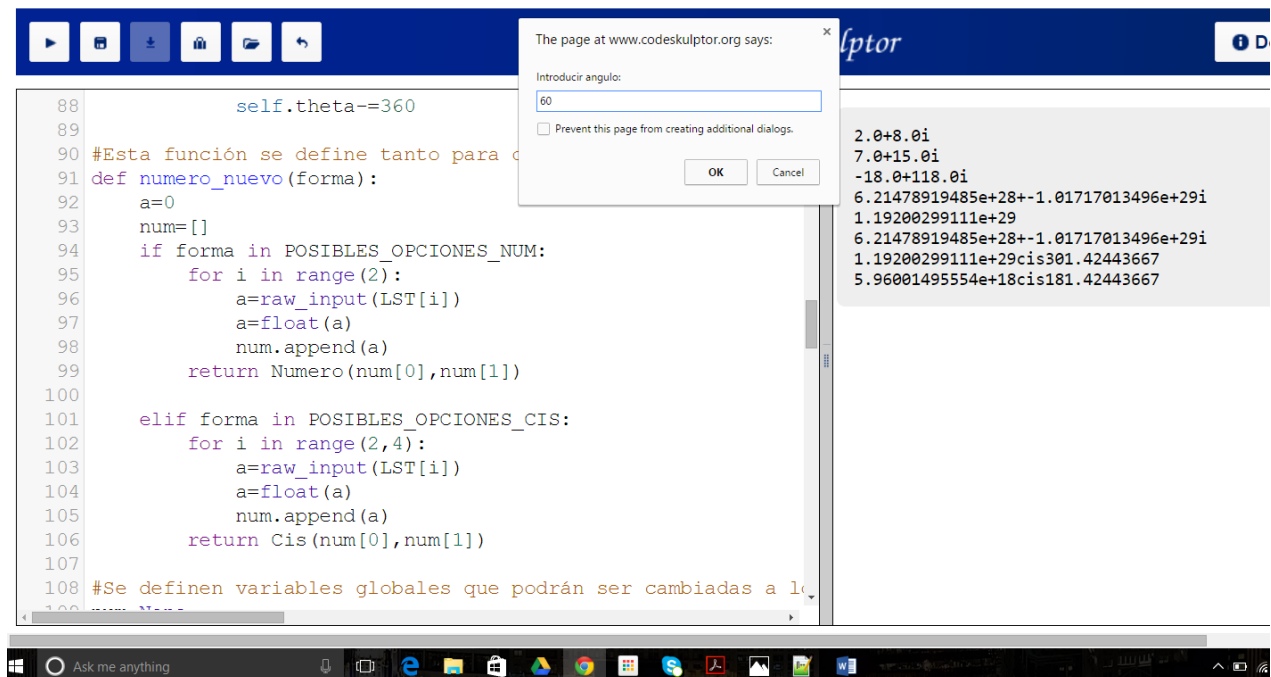 The page at www.codeskulptor.org says:
Introducir angulo:
60
Prevent this page from creating additional dialogs.
OK Cancel
lptor
D
88 self.theta-=360
89
90 #Esta función se define tanto para
91 def numero_nuevo(forma):
92 a=0
93 num=[]
94 if forma in POSIBLES_OPCIONES_NUM:
95 for i in range(2):
96 a=raw_input(LST[i])
97 a=float(a)
98 num.append(a)
99 return Numero(num[0],num[1])
100
101 elif forma in POSIBLES_OPCIONES_CIS:
102 for i in range(2,4):
103 a=raw_input(LST[i])
104 a=float(a)
105 num.append(a)
106 return Cis(num[0],num[1])
107
108 #Se definen variables globales que podrán ser cambiadas a l
2.0+8.0i
7.0+15.0i
-18.0+118.0i
6.21478919485e+28+-1.01717013496e+29i
1.19200299111e+29
6.21478919485e+28+-1.01717013496e+29i
1.19200299111e+29cis301.42443667
5.96001495554e+18cis181.42443667
Ask me anything